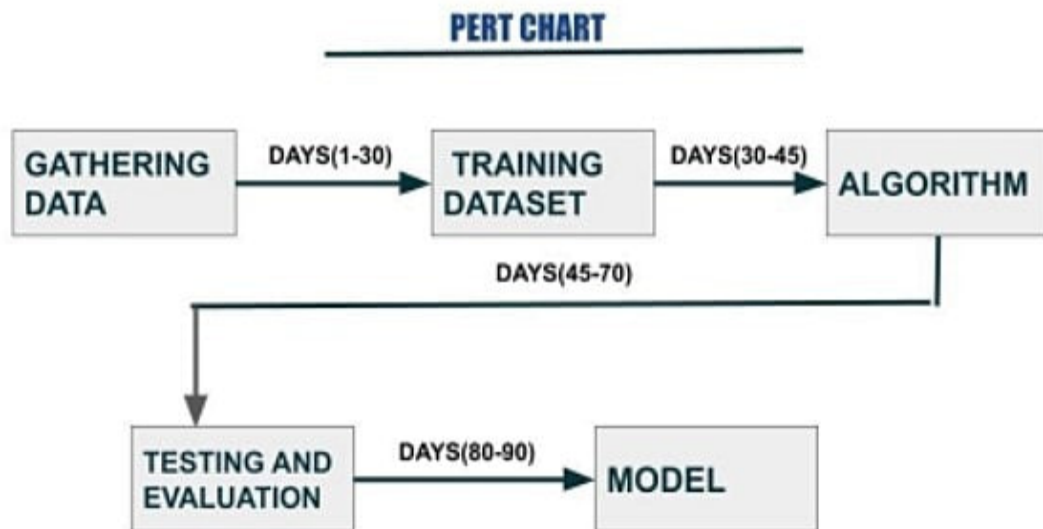 PERT CHART
GATHERING
DATA
DAYS(1-30)
TRAINING
DATASET
DAYS(30-45)
ALGORITHM
DAYS(45-70)
TESTING AND
EVALUATION
DAYS(80-90)
MODEL